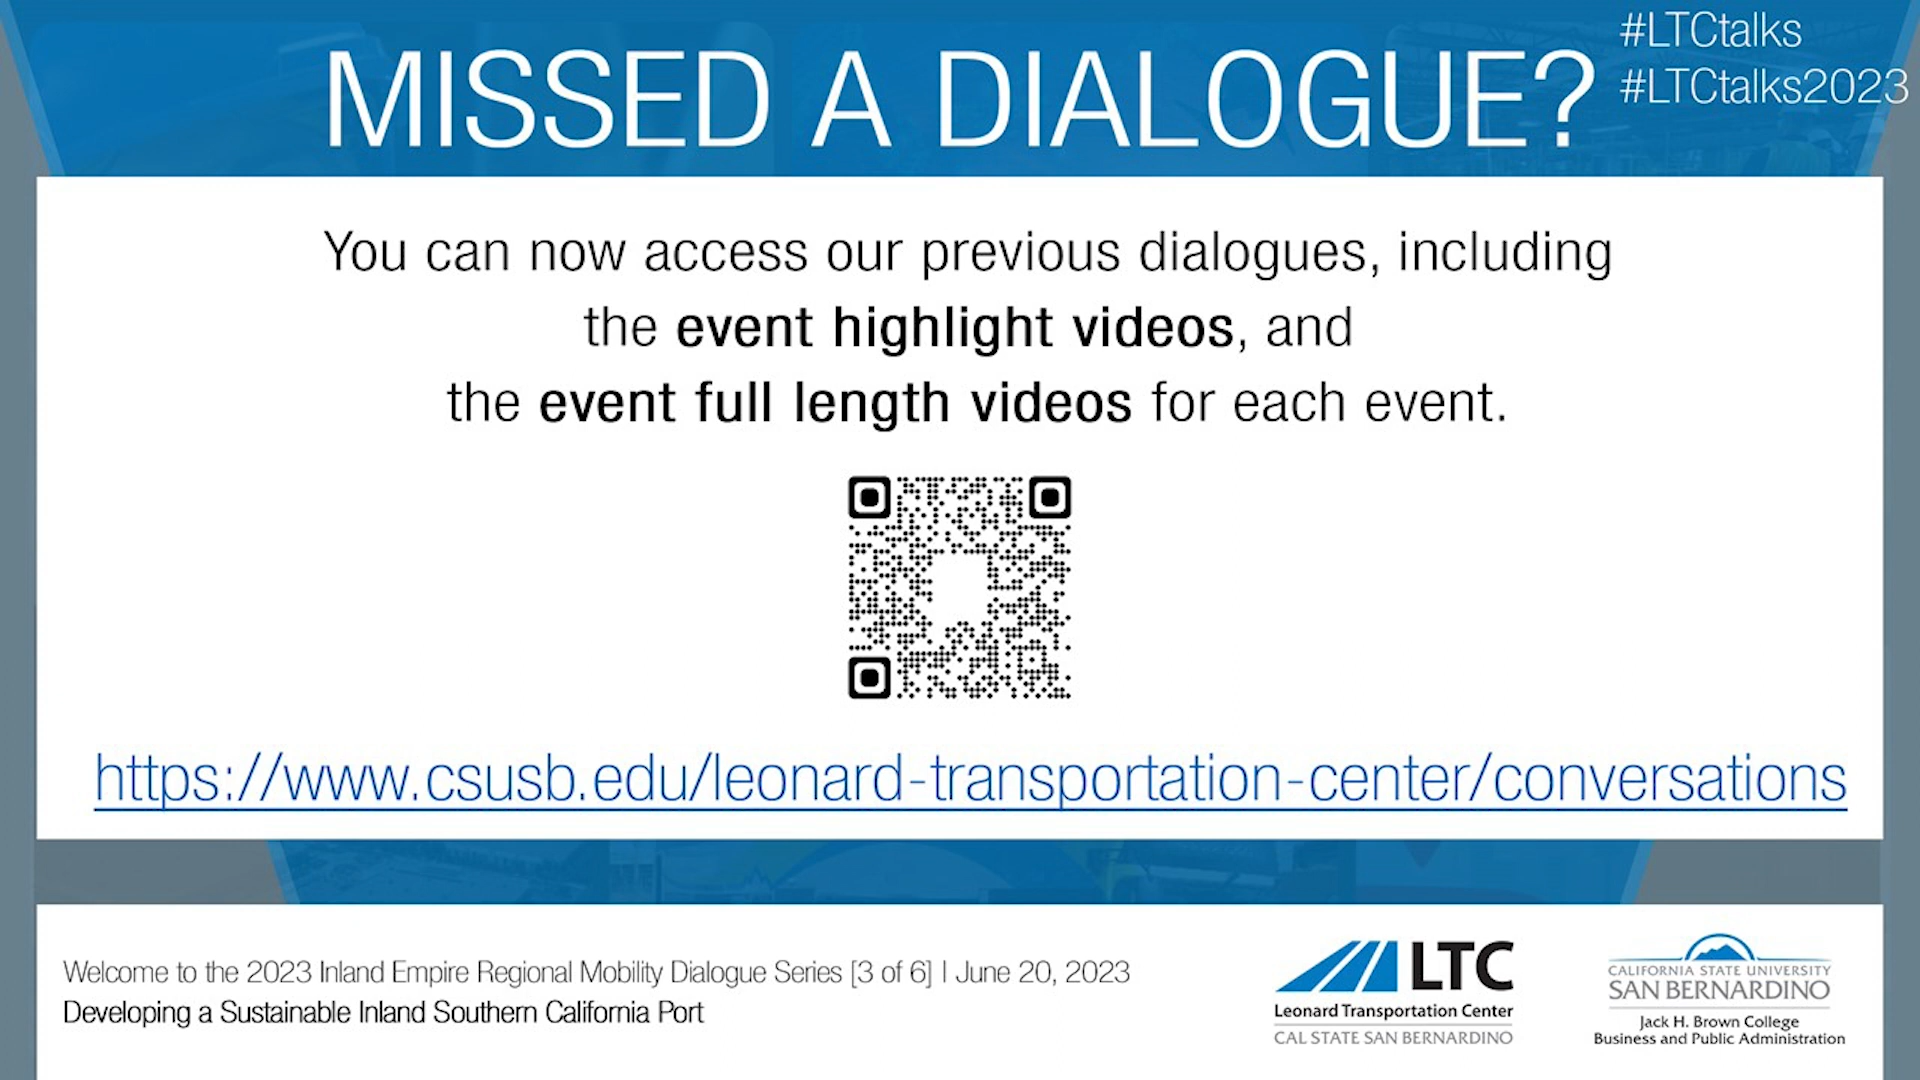 MISSED A DIALOGUE?
#LTCtalks
#LTCtalks2023
You can now access our previous dialogues, including
the event highlight videos, and
the event full length videos for each event.
https://www.csusb.edu/leonard-transportation-center/conversations
Welcome to the 2023 Inland Empire Regional Mobility Dialogue Series [3 of 6] | June 20, 2023
Developing a Sustainable Inland Southern California Port
LTC
Leonard Transportation Center
CAL STATE SAN BERNARDINO
CALIFORNIA STATE UNIVERSITY
SAN BERNARDINO
Jack H. Brown College
Business and Public Administration